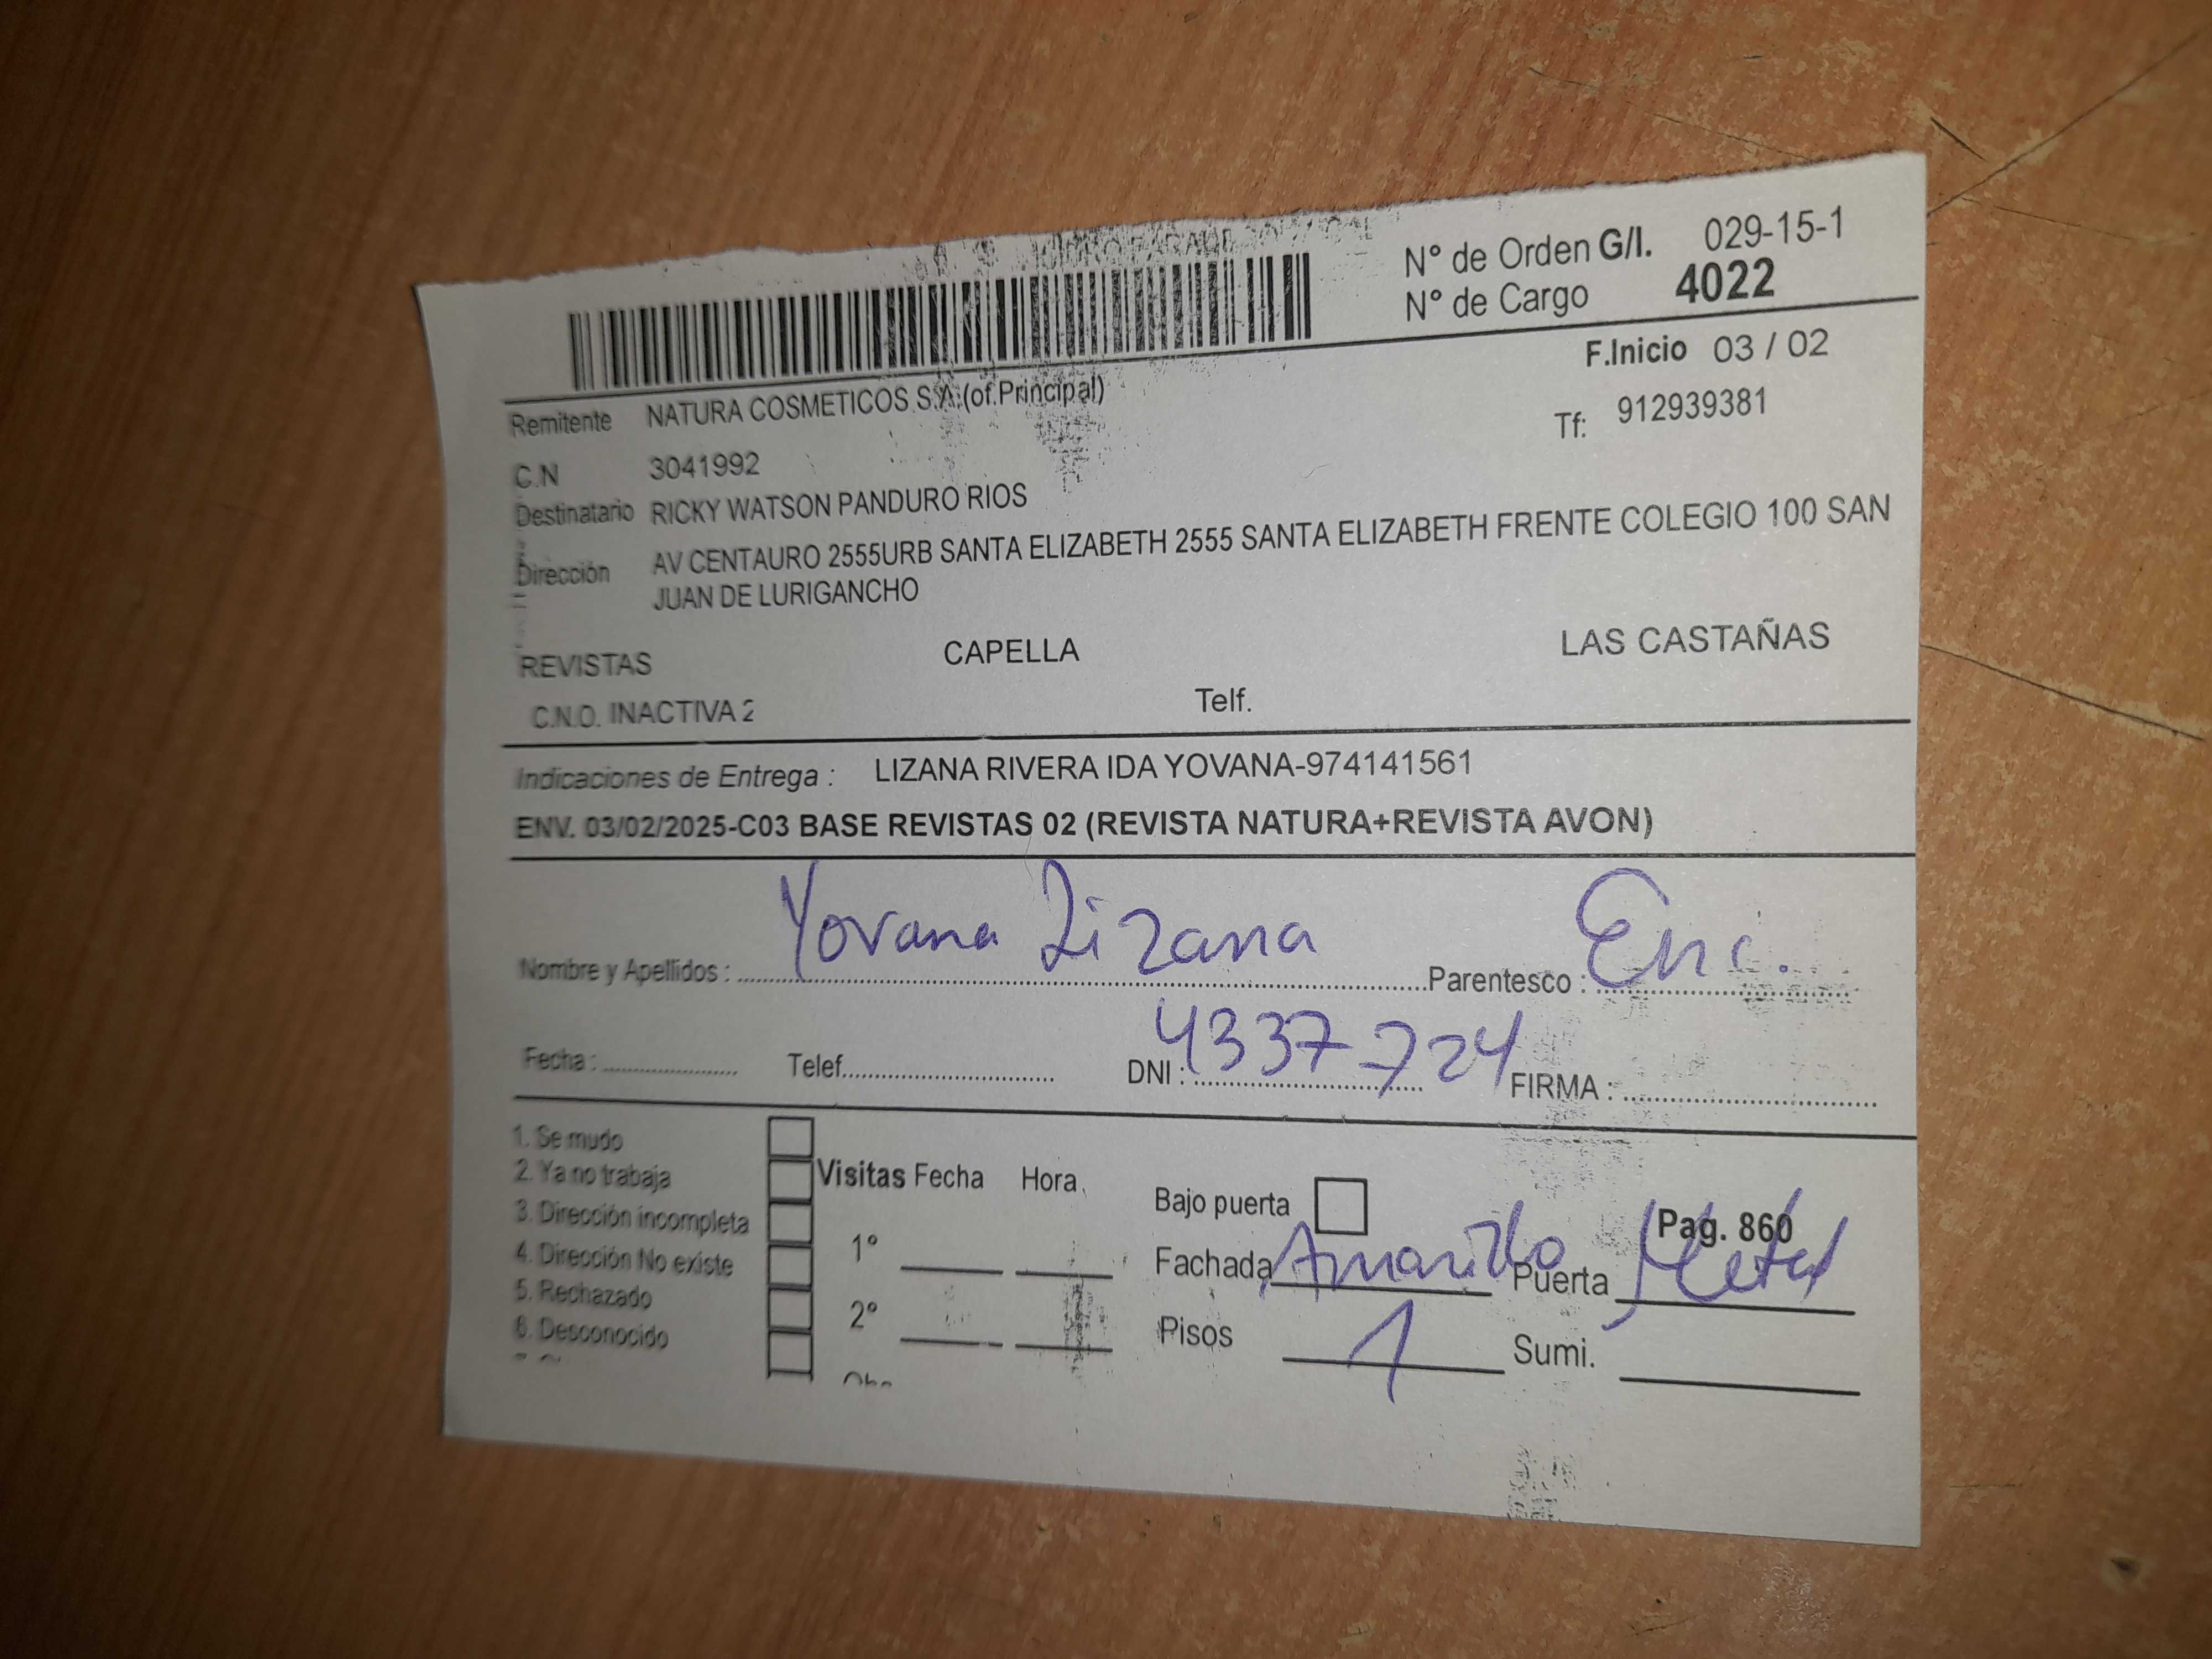 N° de Orden G/I. 029-15-1
N° de Cargo 4022
F.Inicio 03 / 02
Remitente NATURA COSMETICOS S.A.(of.Principal)
Tf: 912939381
C.N 3041992
Destinatario RICKY WATSON PANDURO RIOS
Dirección AV CENTAURO 2555URB SANTA ELIZABETH 2555 SANTA ELIZABETH FRENTE COLEGIO 100 SAN
JUAN DE LURIGANCHO
REVISTAS CAPELLA LAS CASTAÑAS
C.N.O. INACTIVA 2 Telf.
Indicaciones de Entrega : LIZANA RIVERA IDA YOVANA-974141561
ENV. 03/02/2025-C03 BASE REVISTAS 02 (REVISTA NATURA+REVISTA AVON)
Nombre y Apellidos : Yovana Lizana Parentesco : Enc.
Fecha : Telef. DNI : 4337724 FIRMA :
1. Se mudo
2. Ya no trabaja
3. Dirección incompleta
4. Dirección No existe
5. Rechazado
6. Desconocido
Visitas Fecha Hora
1°
2°
Bajo puerta Pag. 860
Fachada Amarillo Puerta Metal
Pisos 1 Sumi.